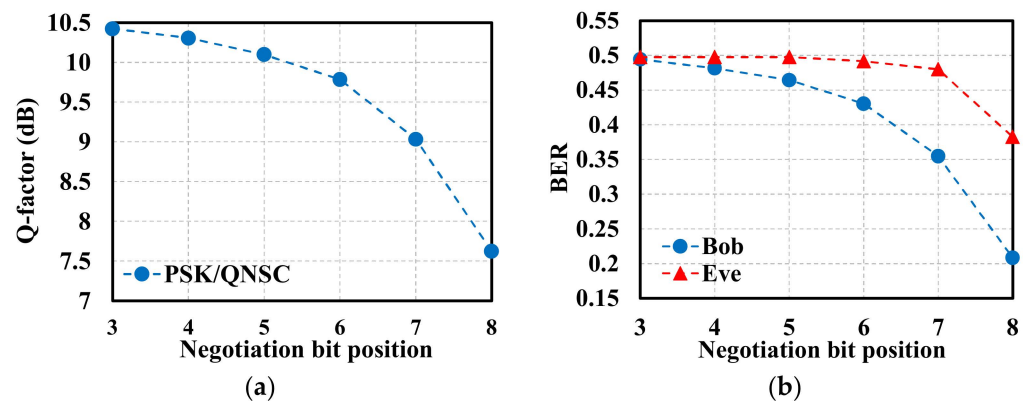 10.5
10
9.5
9
8.5
8
7.5
7
Q-factor (dB)
PSK/QNSC
3 4 5 6 7 8
Negotiation bit position
(a)
0.55
0.5
0.45
0.4
0.35
0.3
0.25
0.2
0.15
BER
Bob
Eve
3 4 5 6 7 8
Negotiation bit position
(b)